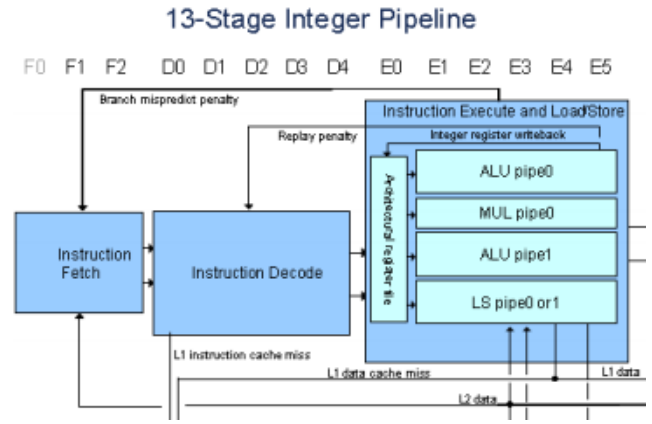 13-Stage Integer Pipeline
F0 F1 F2 D0 D1 D2 D3 D4 E0 E1 E2 E3 E4 E5
Branch mispredict penalty
Instruction Execute and Load/Store
Replay penalty
Integer register writeback
Architectural register file
ALU pipe0
MUL pipe0
ALU pipe1
LS pipe0 or1
Instruction
Fetch
Instruction Decode
L1 instruction cache miss
L1 data cache miss
L1 data
L2 data